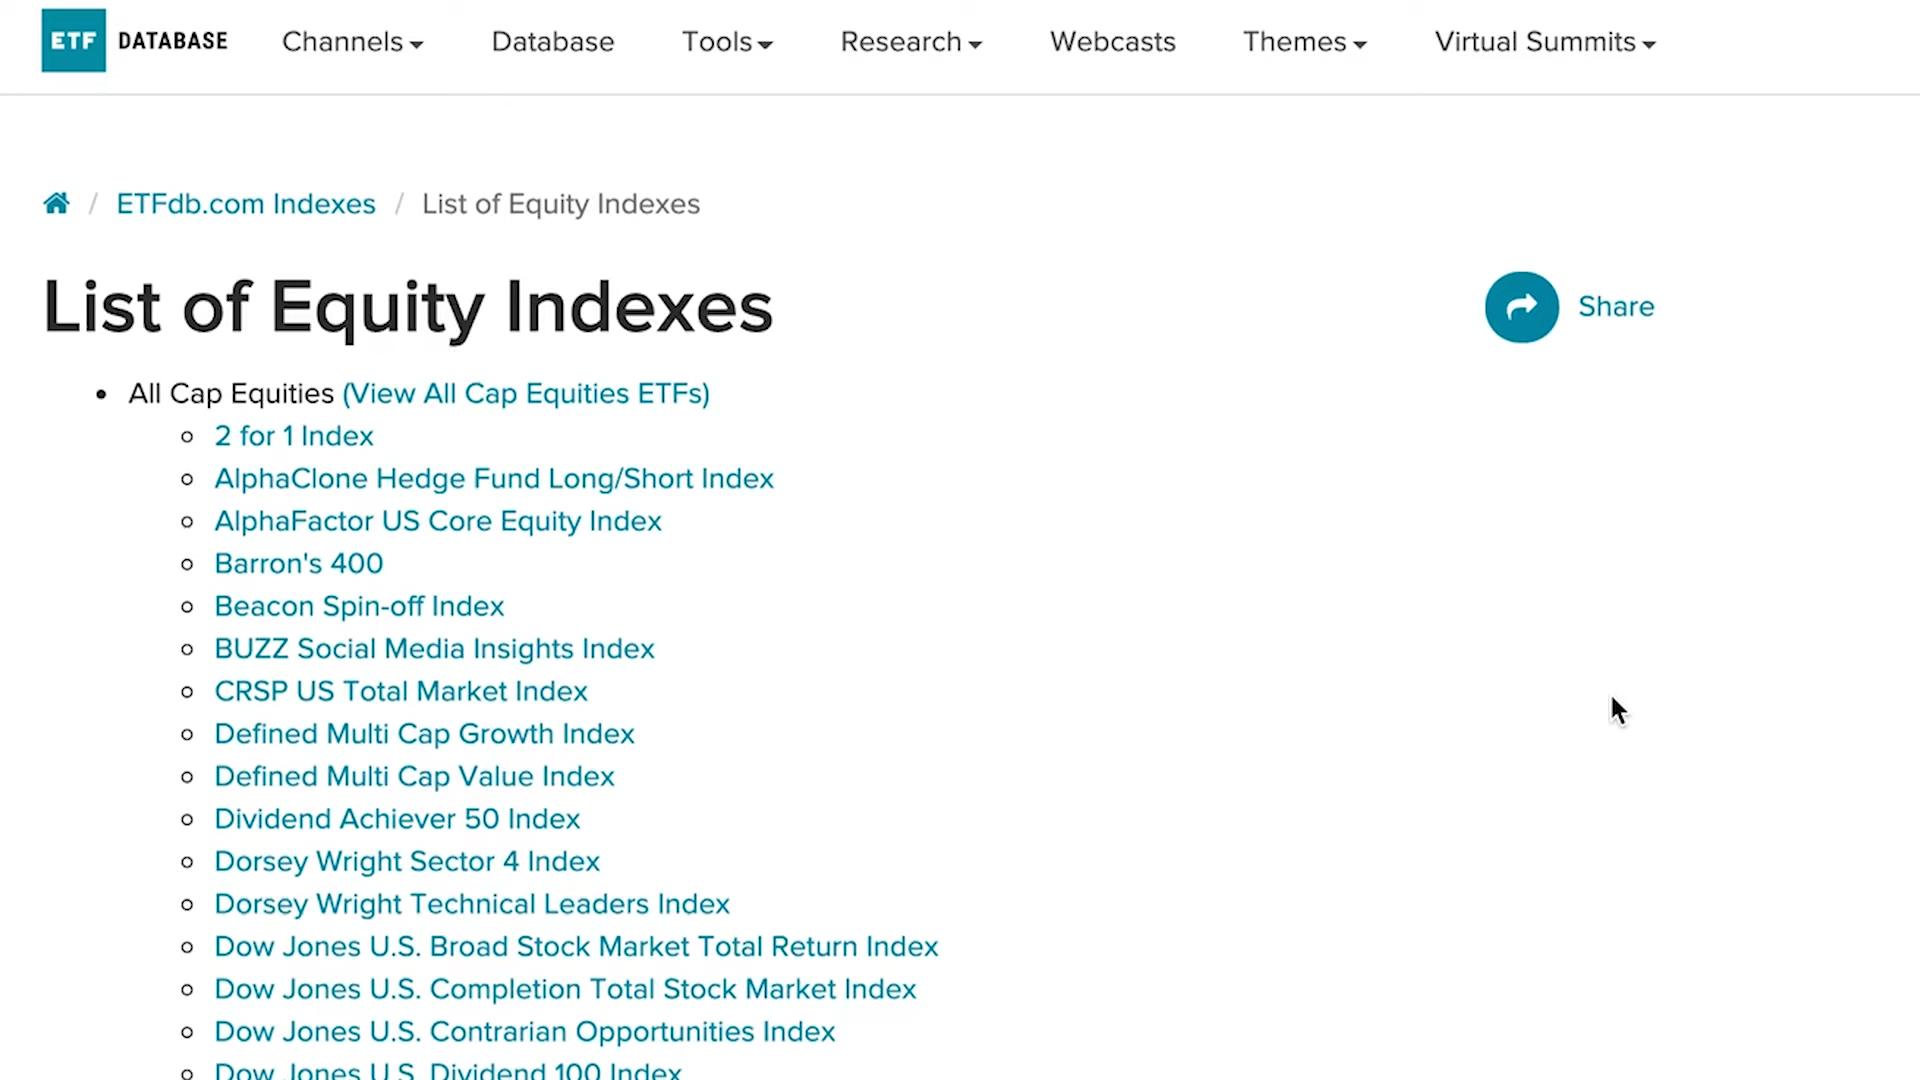 ETF DATABASE Channels Database Tools Research Webcasts Themes Virtual Summits
/ ETFdb.com Indexes / List of Equity Indexes
List of Equity Indexes
Share
All Cap Equities (View All Cap Equities ETFs)
2 for 1 Index
AlphaClone Hedge Fund Long/Short Index
AlphaFactor US Core Equity Index
Barron's 400
Beacon Spin-off Index
BUZZ Social Media Insights Index
CRSP US Total Market Index
Defined Multi Cap Growth Index
Defined Multi Cap Value Index
Dividend Achiever 50 Index
Dorsey Wright Sector 4 Index
Dorsey Wright Technical Leaders Index
Dow Jones U.S. Broad Stock Market Total Return Index
Dow Jones U.S. Completion Total Stock Market Index
Dow Jones U.S. Contrarian Opportunities Index
Dow Jones U.S. Dividend 100 Index